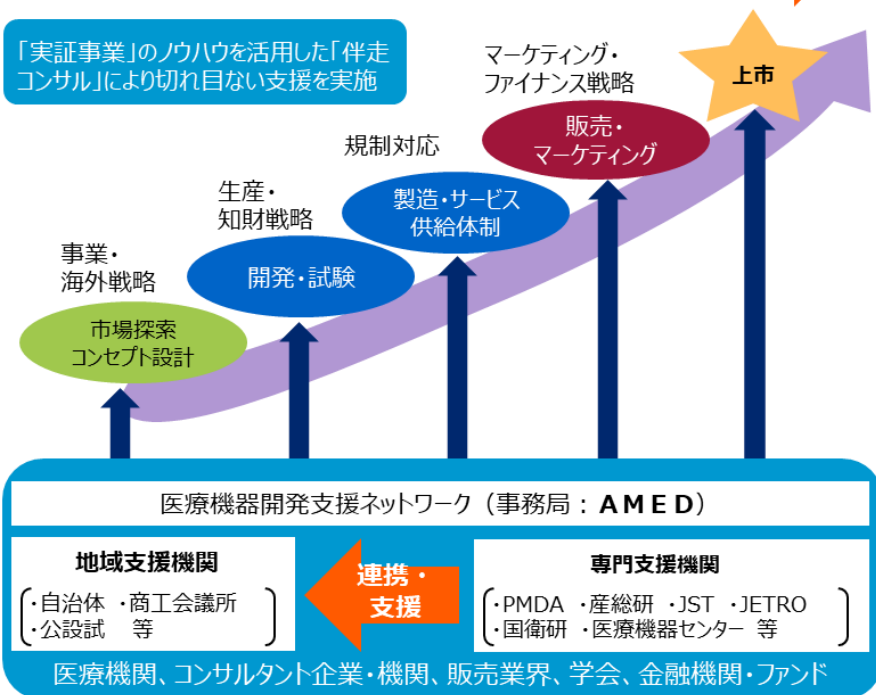 「実証事業」のノウハウを活用した「伴走
コンサル」により切れ目ない支援を実施
マーケティング・
ファイナンス戦略
上市
販売・
マーケティング
規制対応
製造・サービス
供給体制
生産・
知財戦略
開発・試験
事業・
海外戦略
市場探索
コンセプト設計
医療機器開発支援ネットワーク（事務局：AMED）
地域支援機関
・自治体 ・商工会議所
・公設試 等
連携・
支援
専門支援機関
・PMDA ・産総研 ・JST ・JETRO
・国衛研 ・医療機器センター 等
医療機関、コンサルタント企業・機関、販売業界、学会、金融機関・ファンド